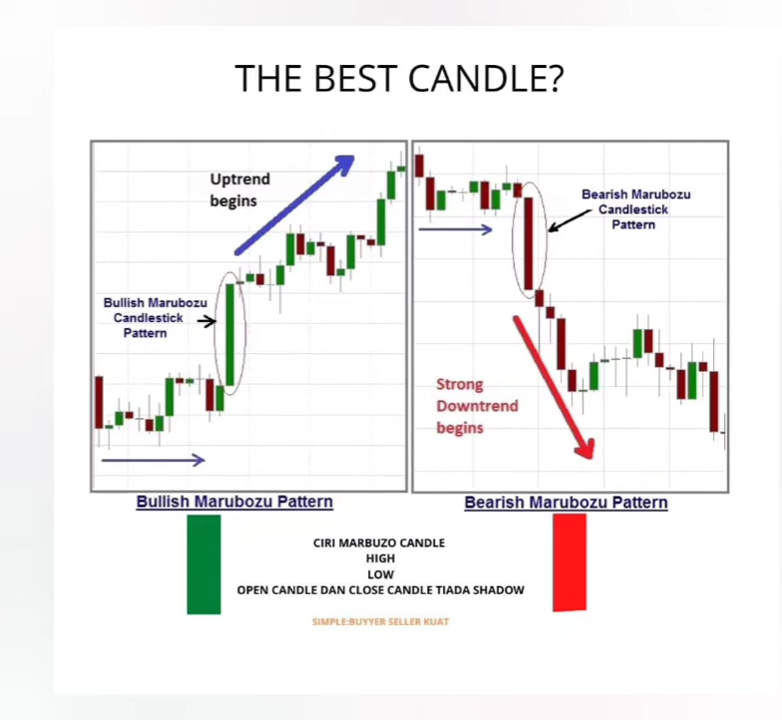 THE BEST CANDLE?
Uptrend
begins
Bullish Marubozu
Candlestick
Pattern
Bearish Marubozu
Candlestick
Pattern
Strong
Downtrend
begins
Bullish Marubozu Pattern
Bearish Marubozu Pattern
CIRI MARBUZO CANDLE
HIGH
LOW
OPEN CANDLE DAN CLOSE CANDLE TIADA SHADOW
SIMPLE:BUYYER SELLER KUAT